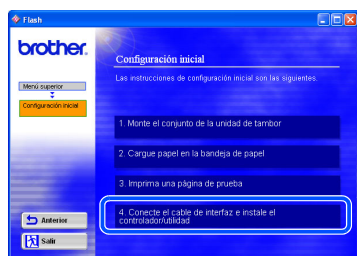 Flash
brother.
Menú superior
Configuración inicial
Configuración inicial
Las instrucciones de configuración inicial son las siguientes.
1. Monte el conjunto de la unidad de tambor
2. Cargue papel en la bandeja de papel
3. Imprima una página de prueba
4. Conecte el cable de interfaz e instale el
controlador/utilidad
Anterior
Salir